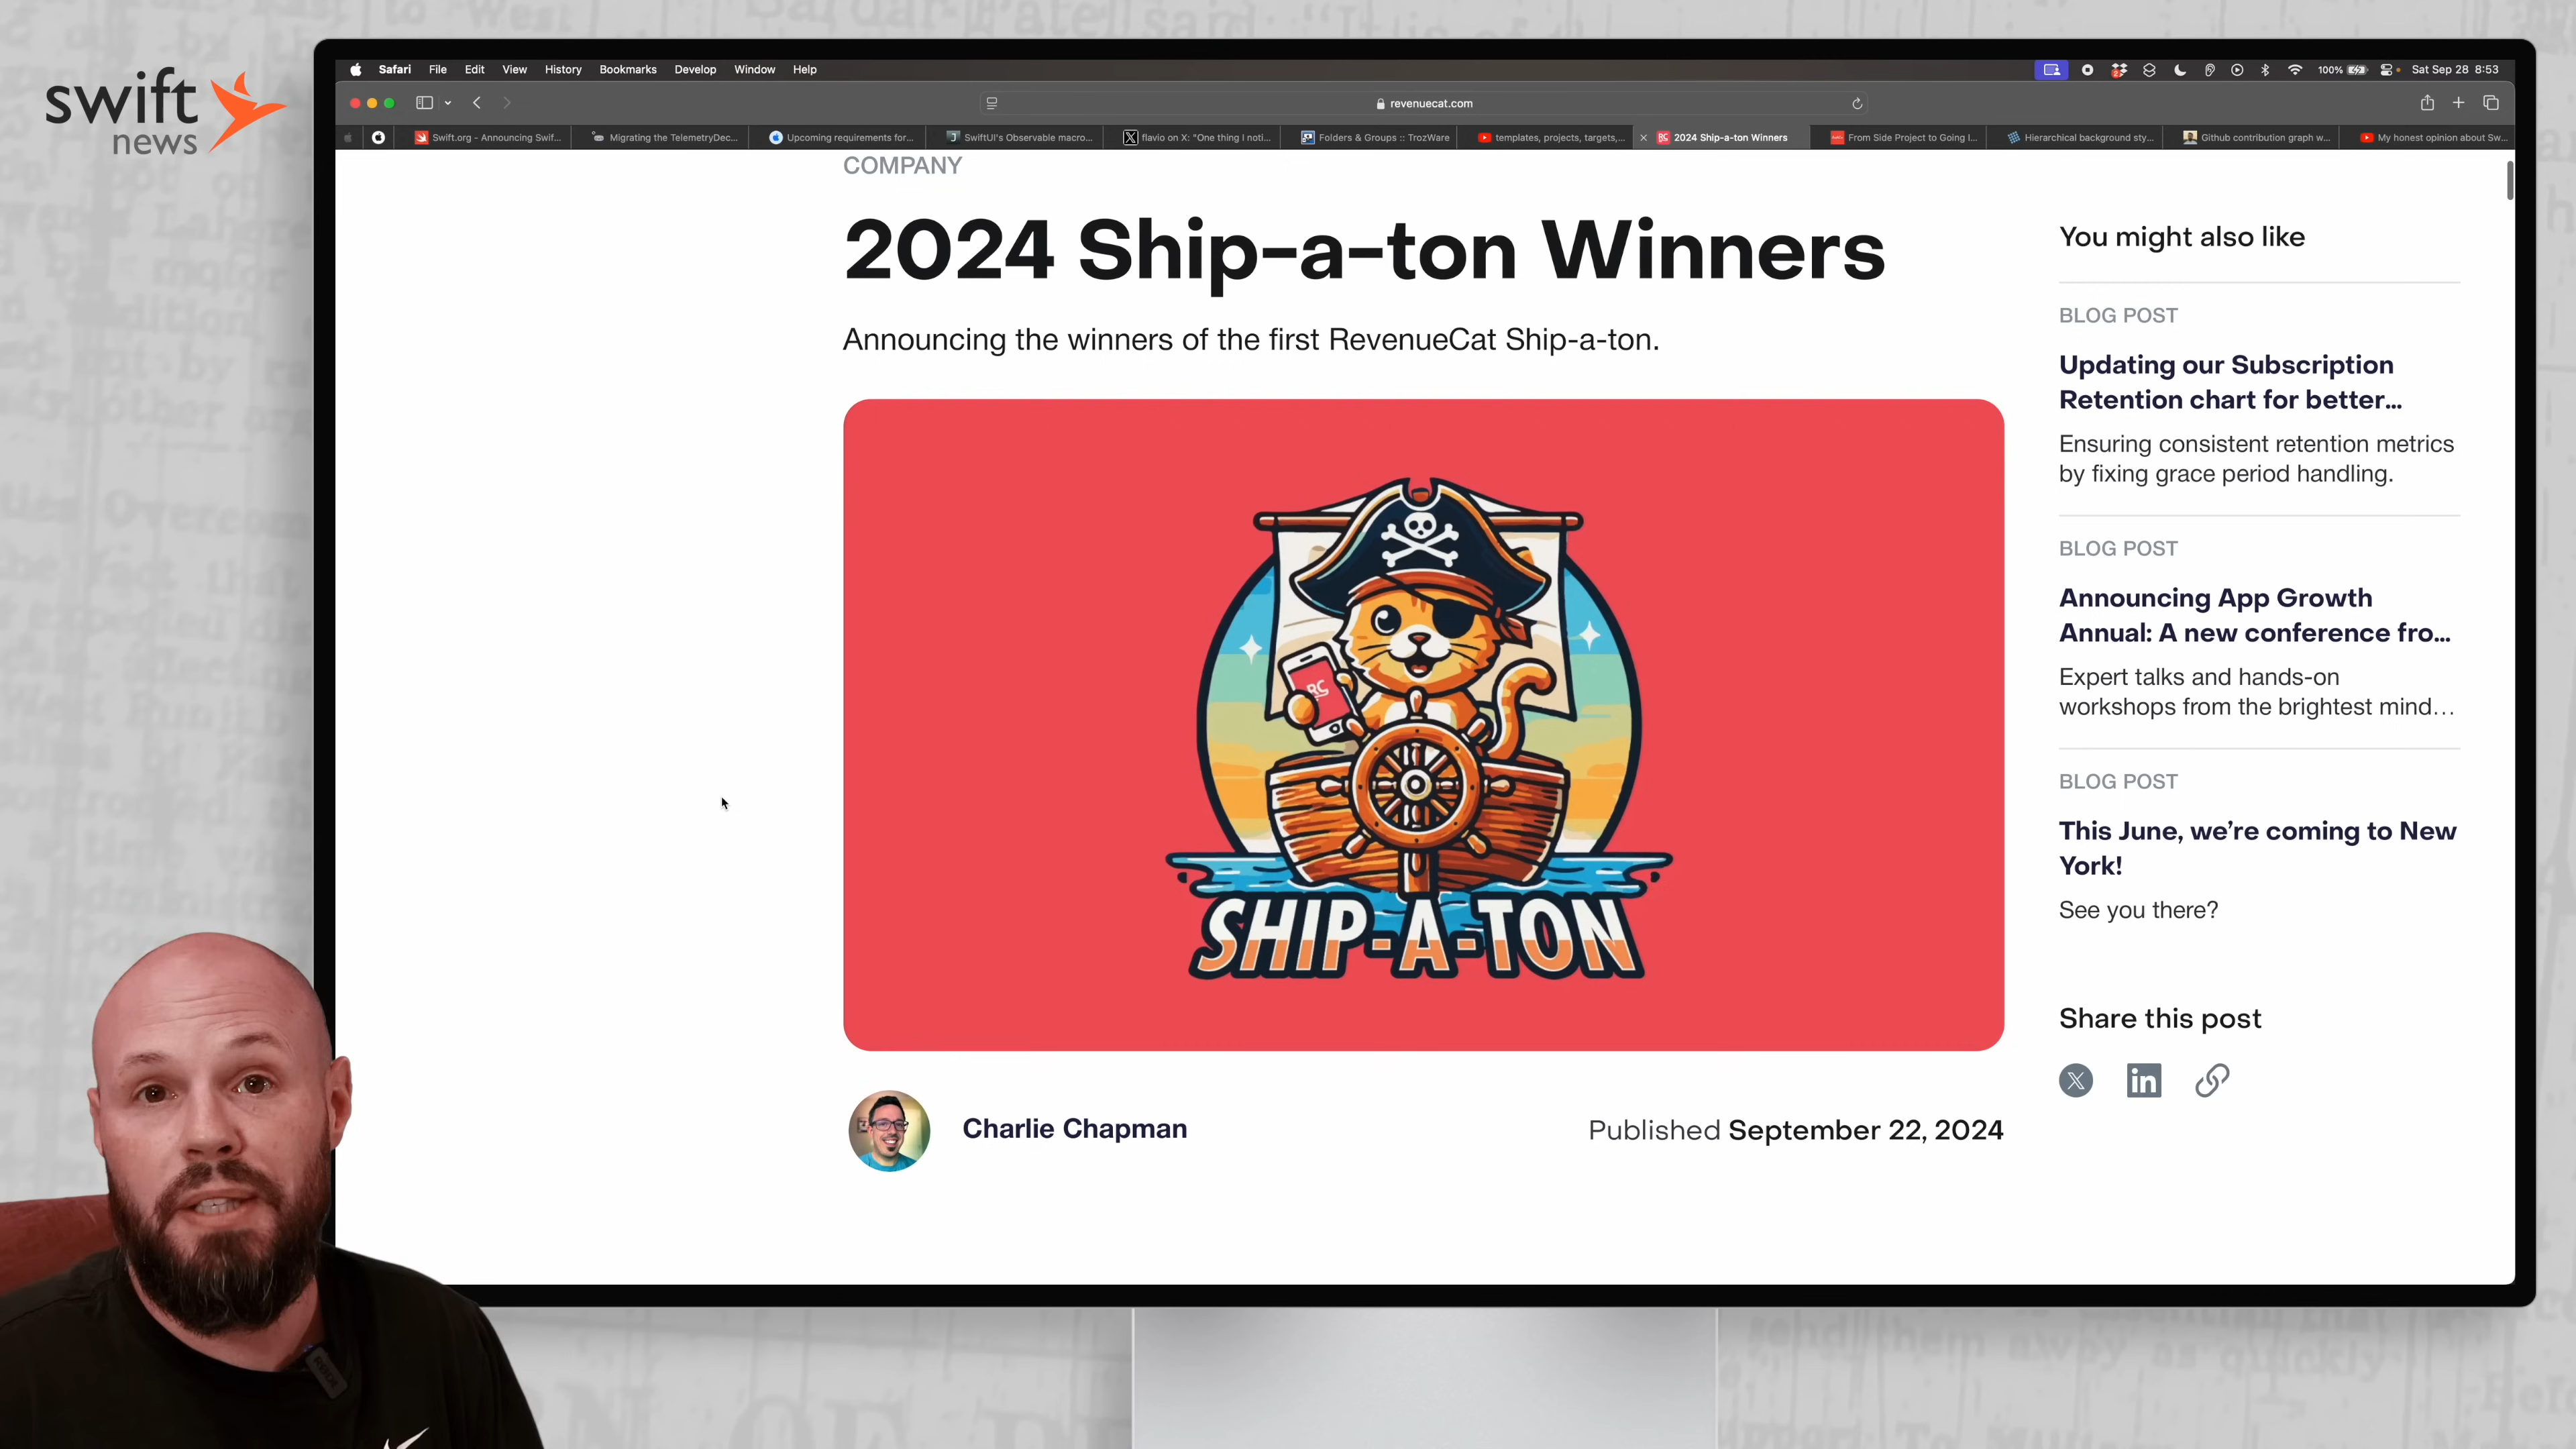 swift
news
Safari File Edit View History Bookmarks Develop Window Help
100% Sat Sep 28 8:53
revenuecat.com
Swift.org - Announcing Swif...
Migrating the TelemetryDec...
Upcoming requirements for...
SwiftUI's Observable macro...
flavio on X: "One thing I noti...
Folders & Groups :: TrozWare
templates, projects, targets,...
2024 Ship-a-ton Winners
From Side Project to Going I...
Hierarchical background sty...
Github contribution graph w...
My honest opinion about Sw...
COMPANY
2024 Ship-a-ton Winners
Announcing the winners of the first RevenueCat Ship-a-ton.
RC
SHIP-A-TON
Charlie Chapman
Published September 22, 2024
You might also like
BLOG POST
Updating our Subscription
Retention chart for better...
Ensuring consistent retention metrics
by fixing grace period handling.
BLOG POST
Announcing App Growth
Annual: A new conference fro...
Expert talks and hands-on
workshops from the brightest mind...
BLOG POST
This June, we're coming to New
York!
See you there?
Share this post